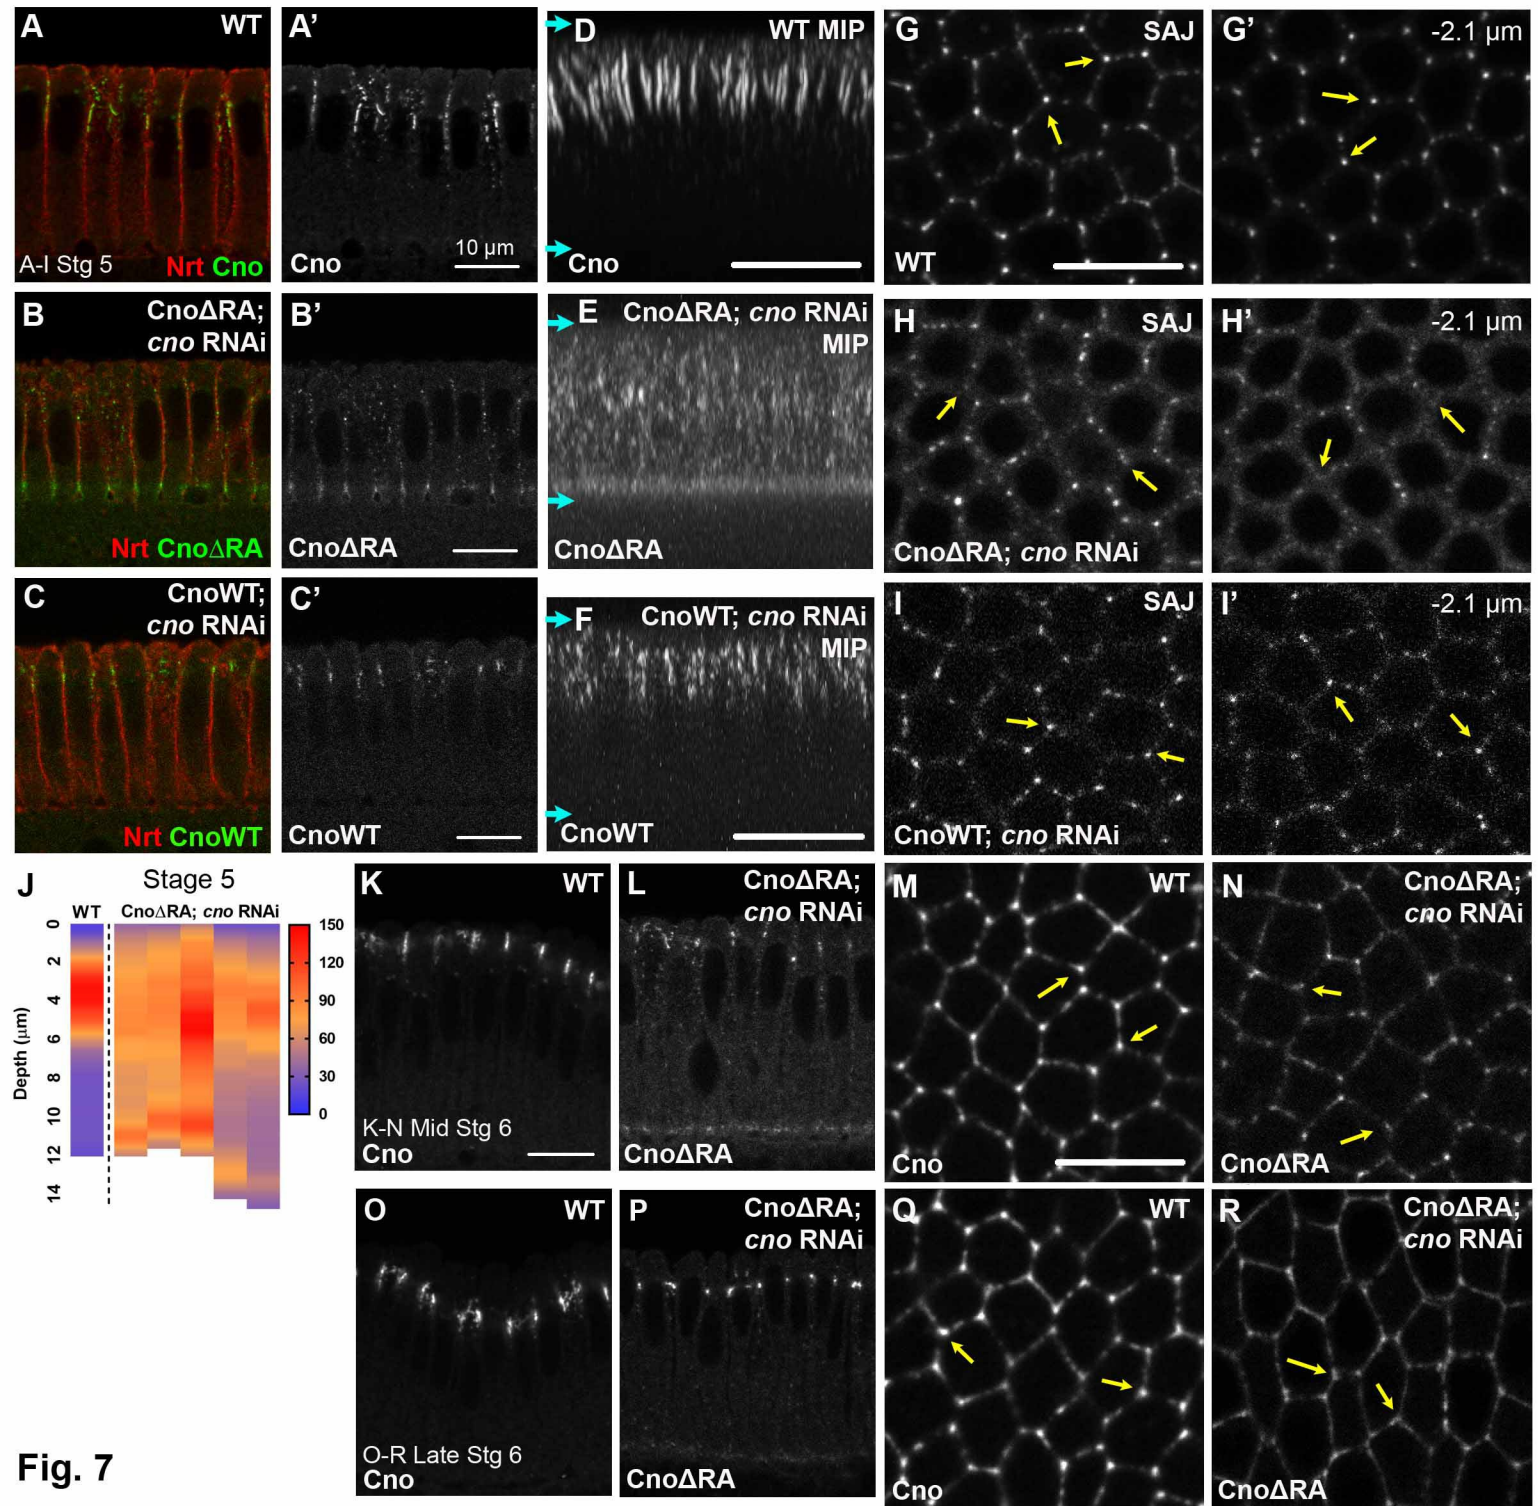 A
WT
A-I Stg 5
Nrt Cno
A’
10 µm
Cno
D
WT MIP
Cno
G
SAJ
WT
G’
-2.1 µm
B
CnoΔRA;
cno RNAi
Nrt CnoΔRA
B’
CnoΔRA
E
CnoΔRA; cno RNAi
MIP
CnoΔRA
H
SAJ
CnoΔRA; cno RNAi
H’
-2.1 µm
C
CnoWT;
cno RNAi
Nrt CnoWT
C’
CnoWT
F
CnoWT; cno RNAi
MIP
CnoWT
I
SAJ
CnoWT; cno RNAi
I’
-2.1 µm
J
Stage 5
WT
CnoΔRA; cno RNAi
Depth (µm)
0
2
4
6
8
10
12
14
150
120
90
60
30
0
K
WT
K-N Mid Stg 6
Cno
L
CnoΔRA;
cno RNAi
CnoΔRA
M
WT
Cno
N
CnoΔRA;
cno RNAi
CnoΔRA
O
WT
O-R Late Stg 6
Cno
P
CnoΔRA;
cno RNAi
CnoΔRA
Q
WT
Cno
R
CnoΔRA;
cno RNAi
CnoΔRA
Fig. 7